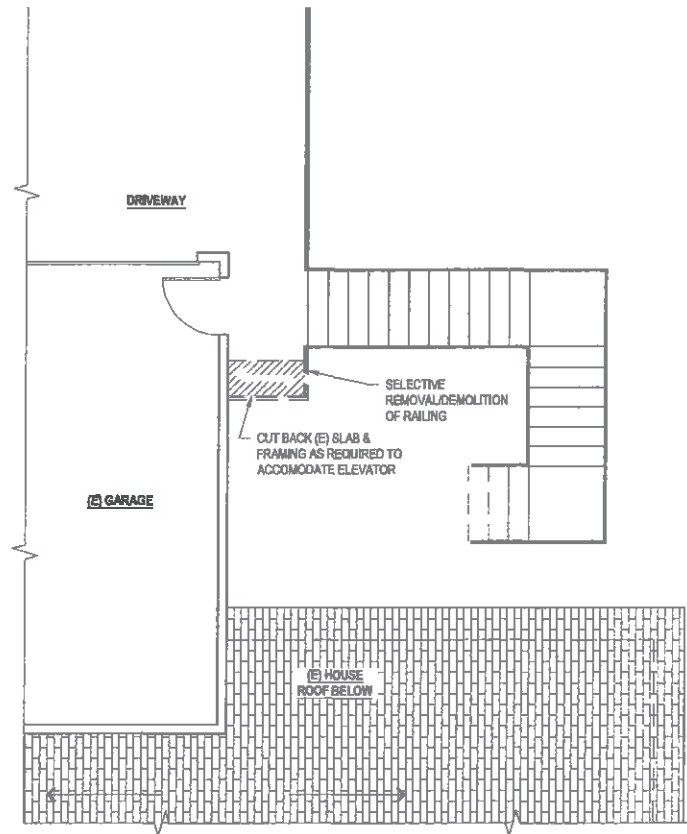 DRIVEWAY
SELECTIVE
REMOVAL/DEMOLITION
OF RAILING
CUT BACK (E) SLAB &
FRAMING AS REQUIRED TO
ACCOMODATE ELEVATOR
(E) GARAGE
(E) HOUSE
ROOF BELOW